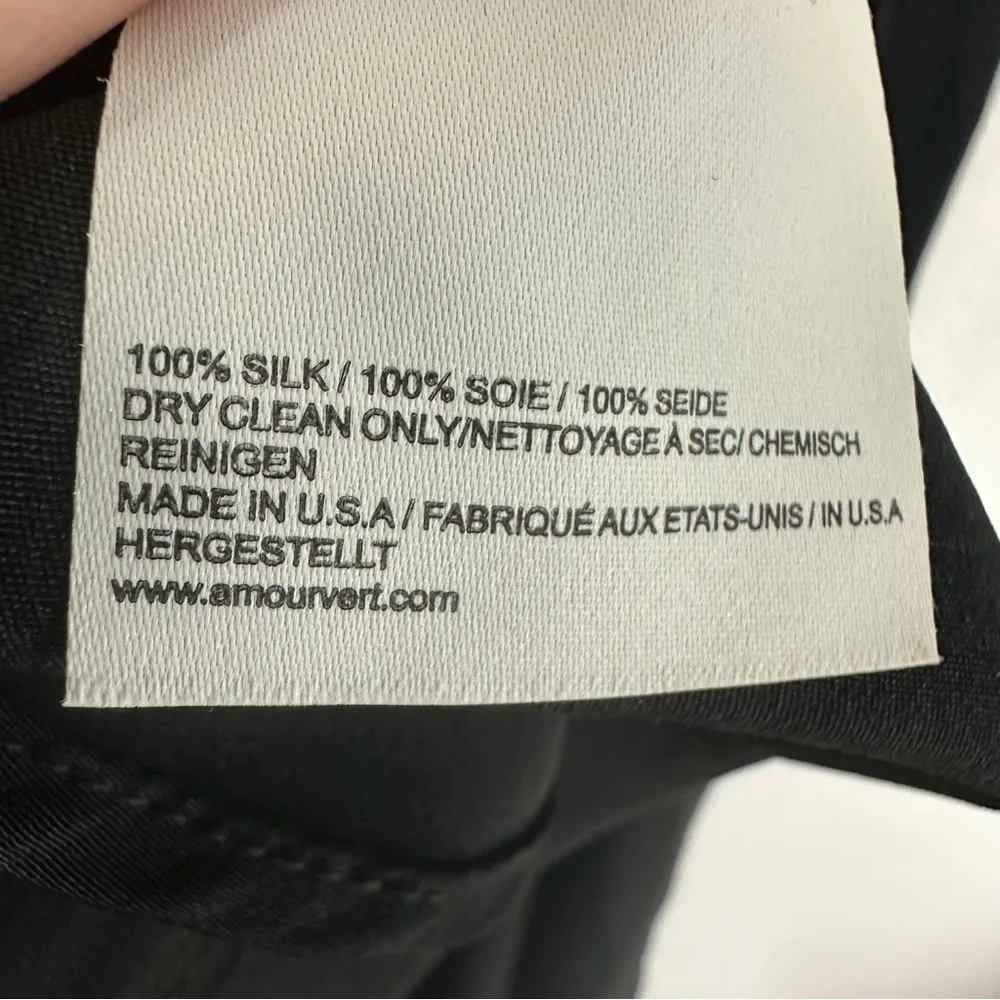 100% SILK / 100% SOIE / 100% SEIDE
DRY CLEAN ONLY/NETTOYAGE À SEC/ CHEMISCH
REINIGEN
MADE IN U.S.A / FABRIQUÉ AUX ETATS-UNIS / IN U.S.A
HERGESTELLT
www.amourvert.com